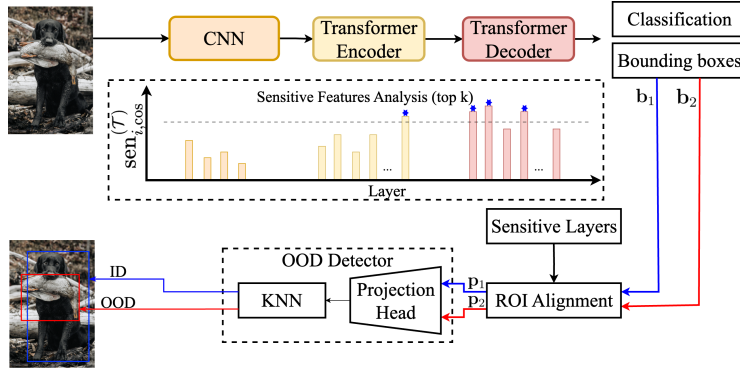 CNN
Transformer
Encoder
Transformer
Decoder
Classification
Bounding boxes
b₁
b₂
Sensitive Features Analysis (top k)
sen_{i,cos}^{(𝒯)}
...
...
Layer
Sensitive Layers
OOD Detector
ID
OOD
KNN
Projection
Head
p₁
p₂
ROI Alignment